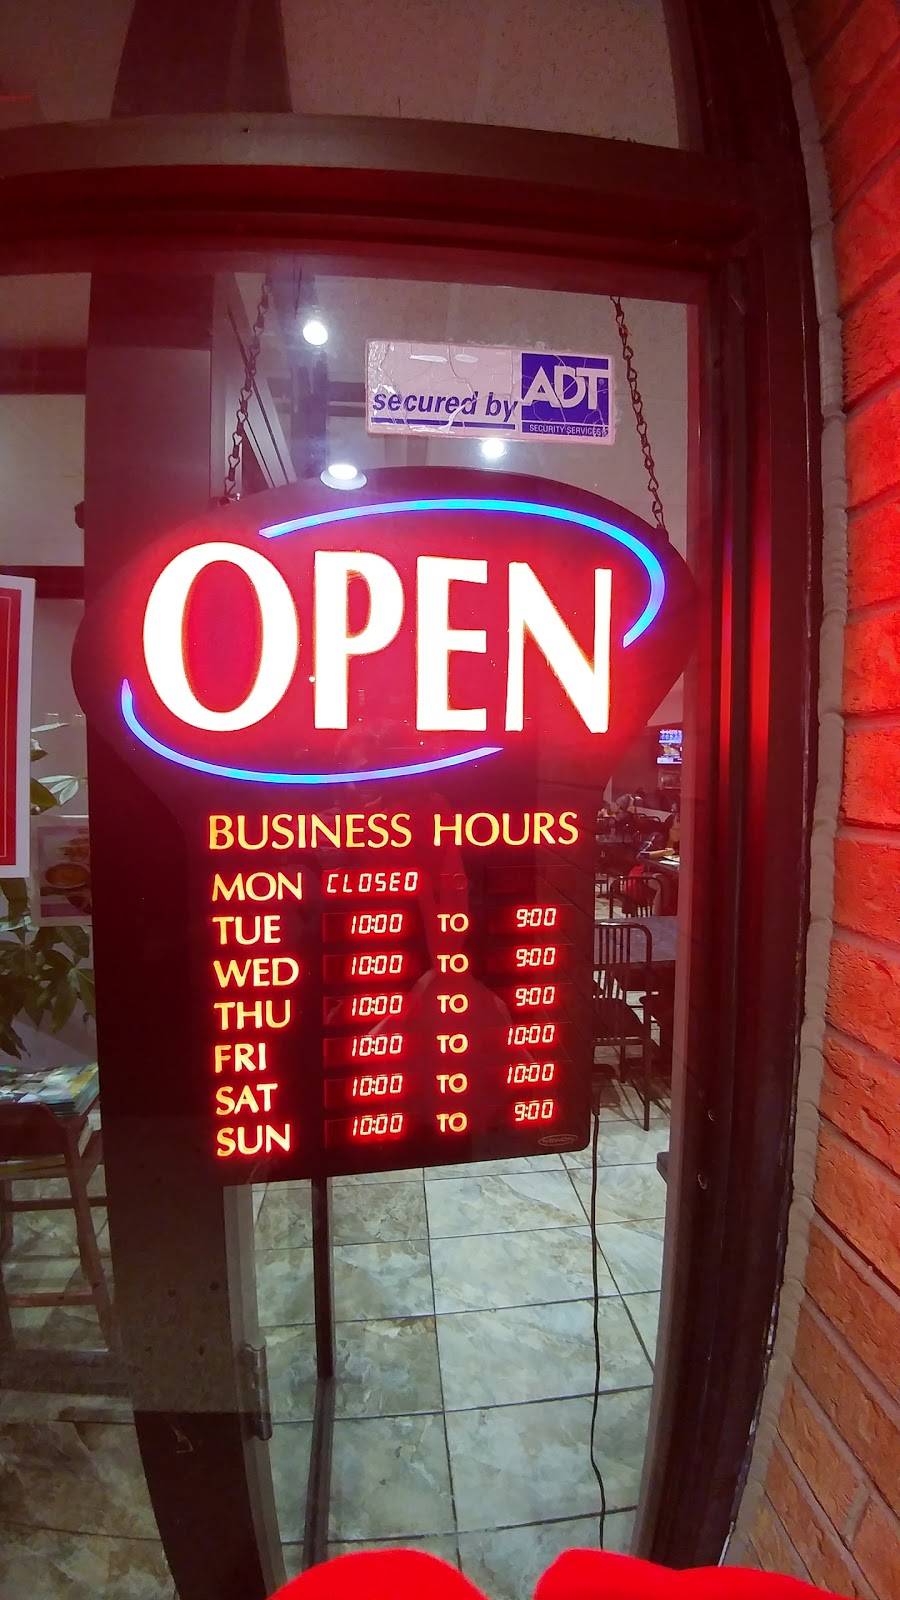 secured by ADT
SECURITY SERVICES
OPEN
BUSINESS HOURS
MON CLOSED TO
TUE 10:00 TO 9:00
WED 10:00 TO 9:00
THU 10:00 TO 9:00
FRI 10:00 TO 10:00
SAT 10:00 TO 10:00
SUN 10:00 TO 9:00